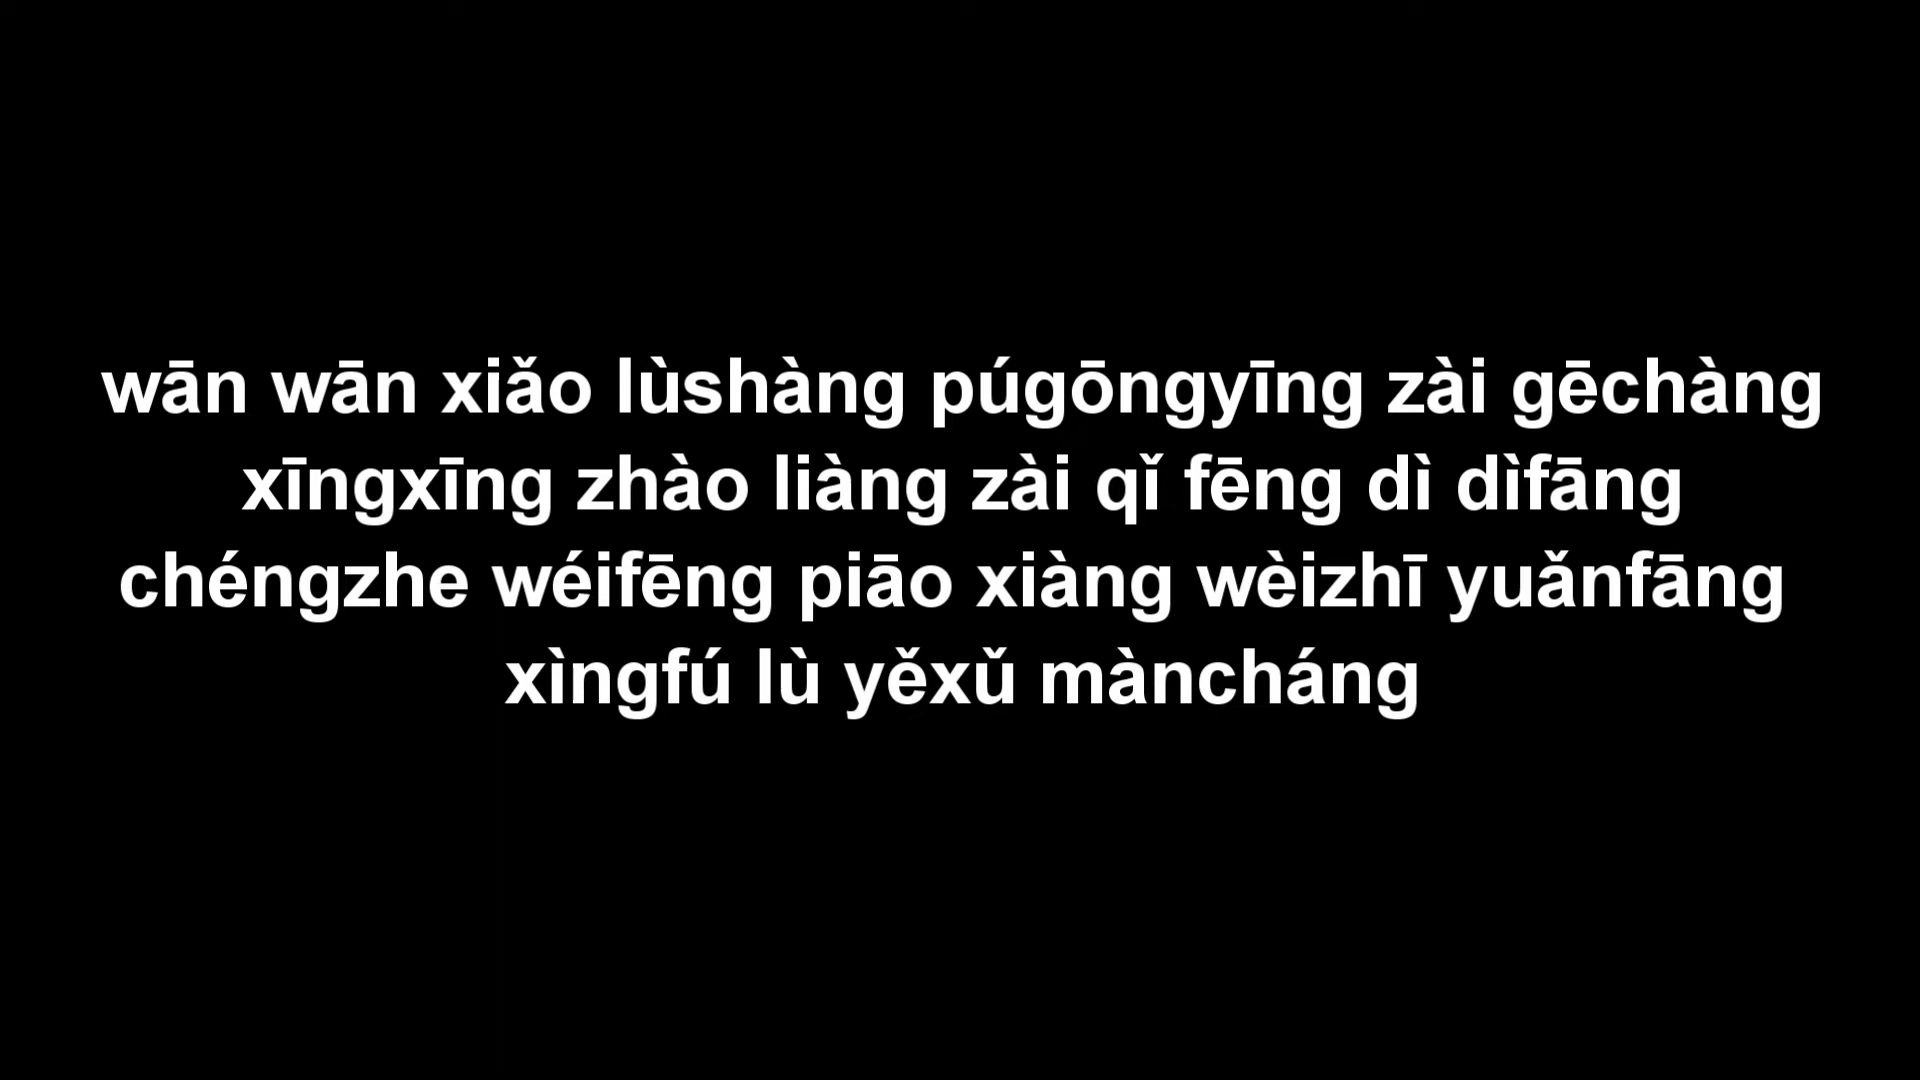 wān wān xiǎo lùshàng púgōngyīng zài gēchàng
xīngxīng zhào liàng zài qǐ fēng dì dìfāng
chéngzhe wéifēng piāo xiàng wèizhī yuǎnfāng
xìngfú lù yěxǔ màncháng